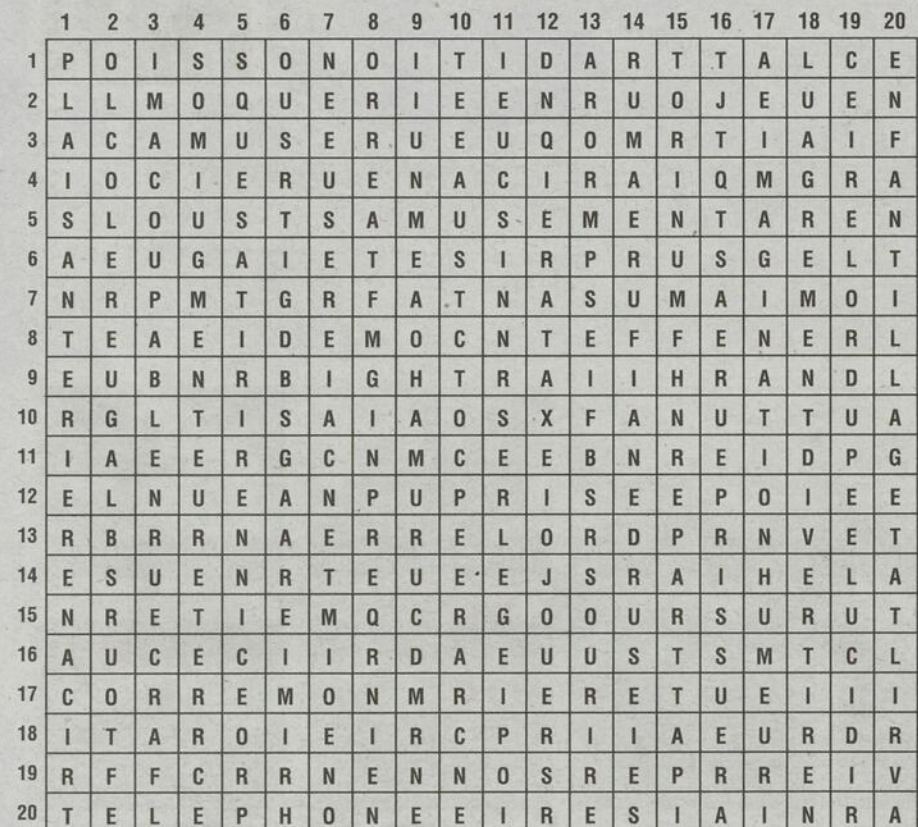 1 2 3 4 5 6 7 8 9 10 11 12 13 14 15 16 17 18 19 20
1 P O I S S O N O I T I D A R T T A L C E
2 L L M O Q U E R I E E N R U O J E U E N
3 A C A M U S E R U E U Q O M R T I A I F
4 I O C I E R U E N A C I R A I Q M G R A
5 S L O U S T S A M U S E M E N T A R E N
6 A E U G A I E T E S I R P R U S G E L T
7 N R P M T G R F A T N A S U M A I M O I
8 T E A E I D E M O C N T E F F E N E R L
9 E U B N R B I G H T R A I I H R A N D L
10 R G L T I S A I A O S X F A N U T T U A
11 I A E E R G C N M C E E B N R E I D P G
12 E L N U E A N P U P R I S E E P O I E E
13 R B R R N A E R R E L O R D P R N V E T
14 E S U E N R T E U E E J S R A I H E L A
15 N R E T I E M Q C R G O O U R S U R U T
16 A U C E C I I R D A E U U S T S M T C L
17 C O R R E M O N M R I E R E T U E I I I
18 I T A R O I E I R C P R I I A E U R D R
19 R F F C R R N E N N O S R E P R R E I V
20 T E L E P H O N E E I R E S I A I N R A